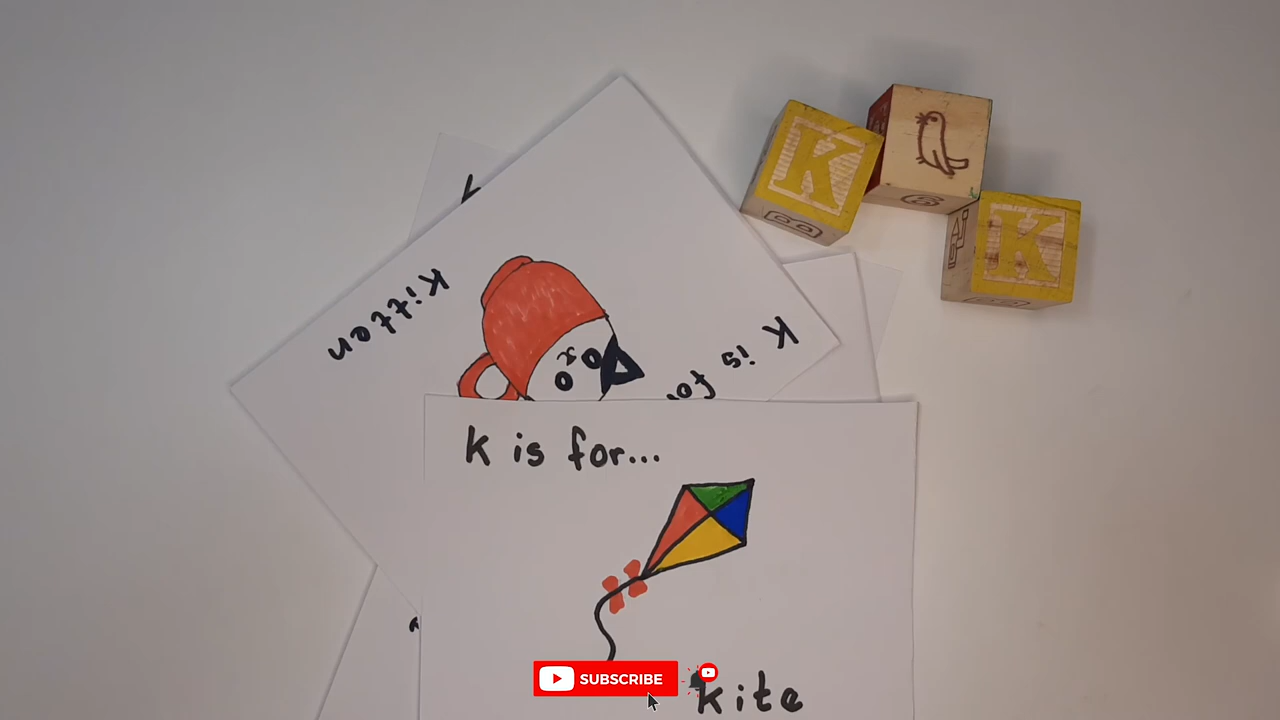 K
K
B
Kitten
K is for
K is for...
SUBSCRIBE
kite